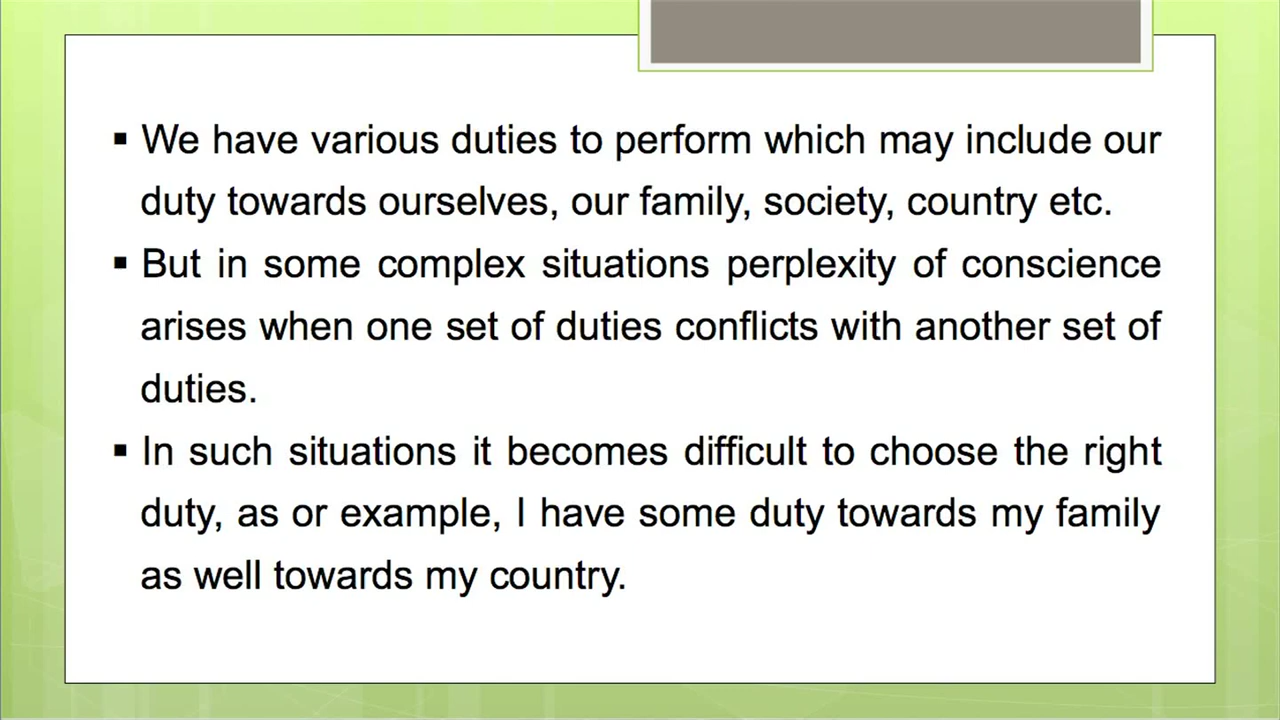 ▪ We have various duties to perform which may include our
duty towards ourselves, our family, society, country etc.
▪ But in some complex situations perplexity of conscience
arises when one set of duties conflicts with another set of
duties.
▪ In such situations it becomes difficult to choose the right
duty, as or example, I have some duty towards my family
as well towards my country.